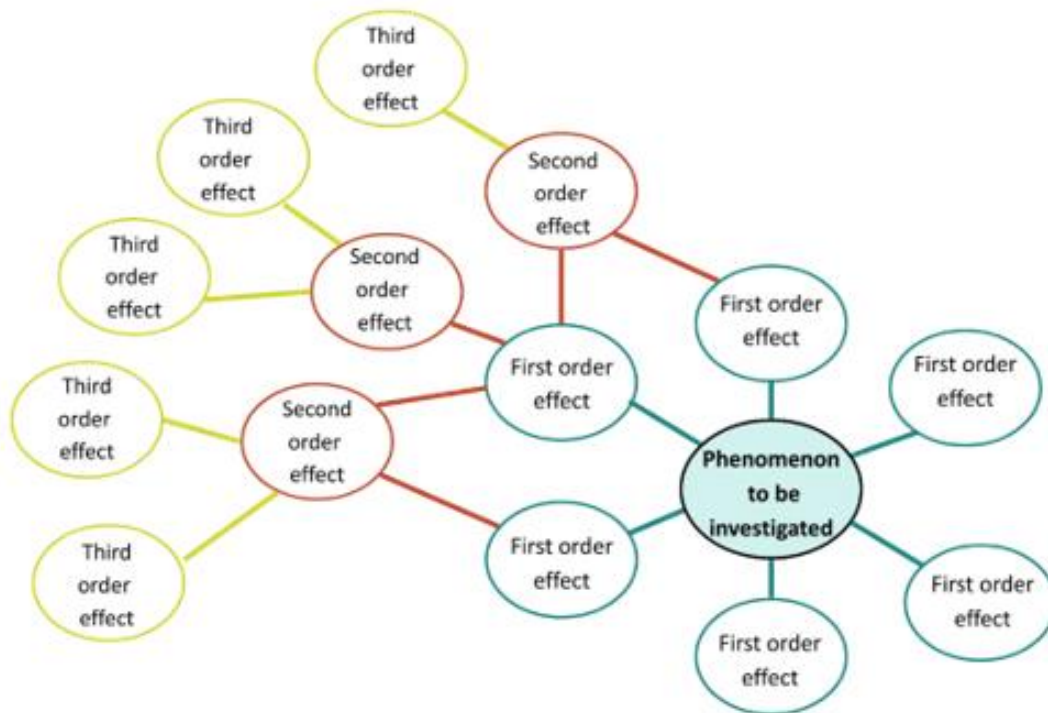 Third
order
effect
Third
order
effect
Second
order
effect
Third
order
effect
Second
order
effect
First order
effect
First order
effect
First order
effect
Third
order
effect
Second
order
effect
Phenomenon
to be
investigated
Third
order
effect
First order
effect
First order
effect
First order
effect